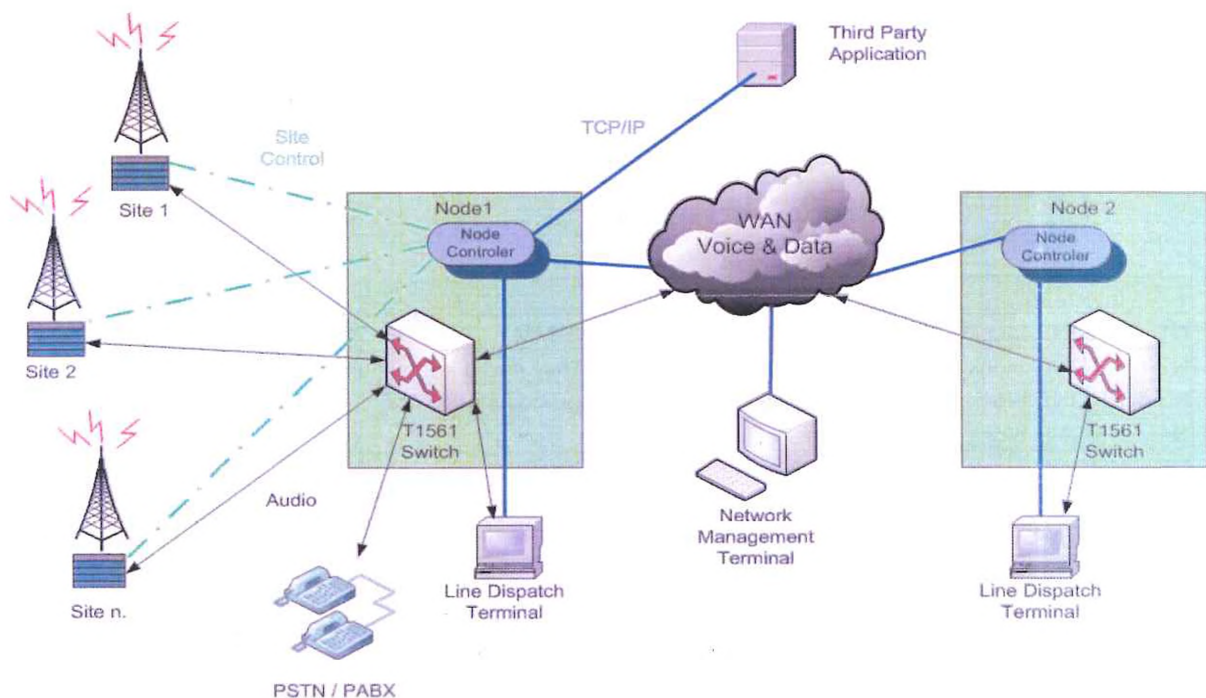 Third Party
Application
TCP/IP
Site
Control
Site 1
Node1
Node
Controler
WAN
Voice & Data
Node 2
Node
Controler
Site 2
T1561
Switch
T1561
Switch
Audio
Network
Management
Terminal
Site n.
Line Dispatch
Terminal
Line Dispatch
Terminal
PSTN / PABX